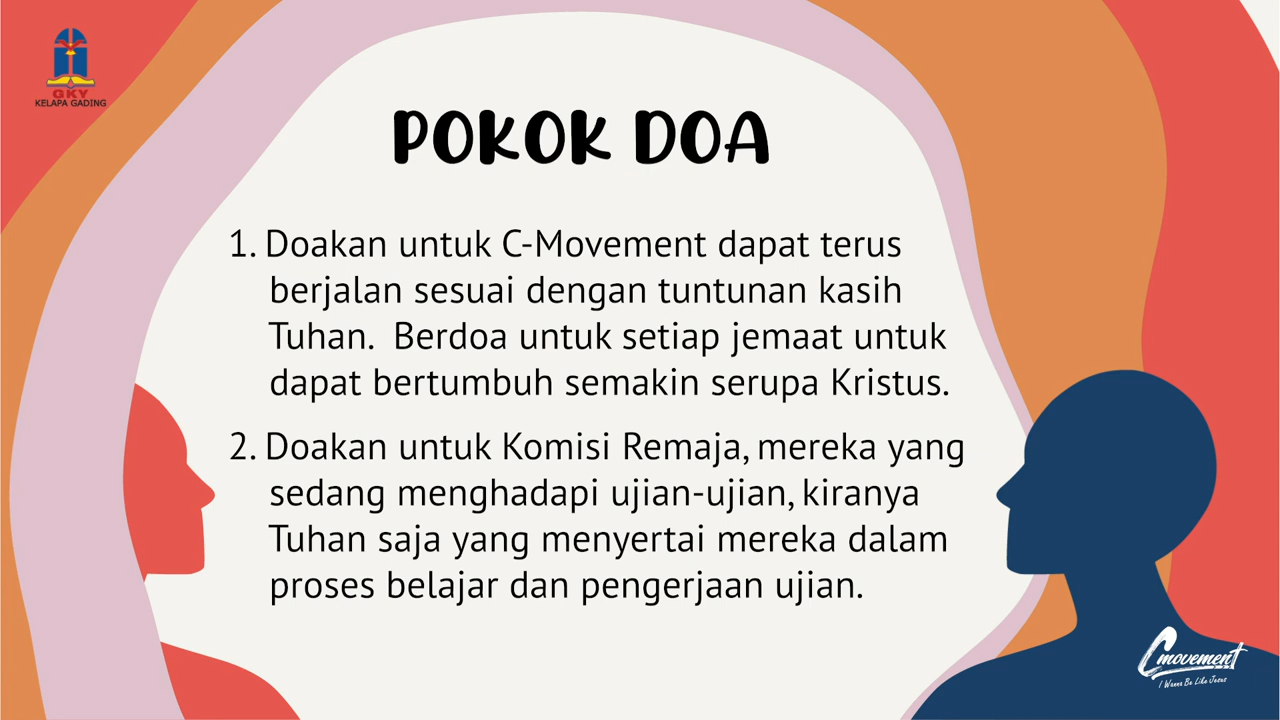 GKY
KELAPA GADING
POKOK DOA
1. Doakan untuk C-Movement dapat terus
berjalan sesuai dengan tuntunan kasih
Tuhan. Berdoa untuk setiap jemaat untuk
dapat bertumbuh semakin serupa Kristus.
2. Doakan untuk Komisi Remaja, mereka yang
sedang menghadapi ujian-ujian, kiranya
Tuhan saja yang menyertai mereka dalam
proses belajar dan pengerjaan ujian.
Cmovement
I Wanna Be Like Jesus